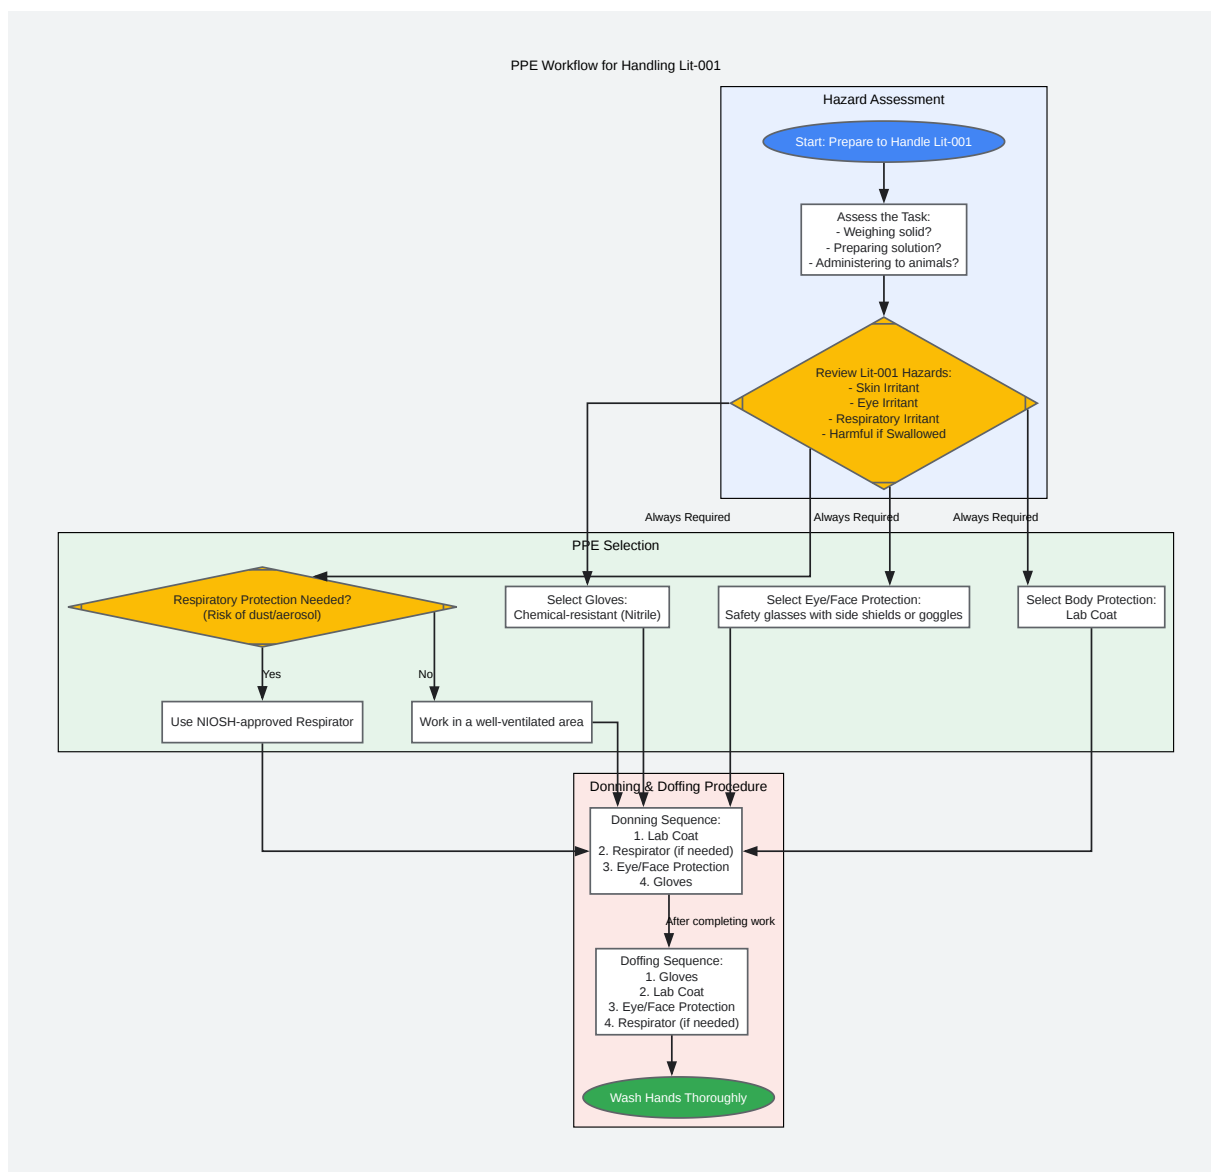 PPE Workflow for Handling Lit-001
Hazard Assessment
Start: Prepare to Handle Lit-001
Assess the Task:
- Weighing solid?
- Preparing solution?
- Administering to animals?
Review Lit-001 Hazards:
- Skin Irritant
- Eye Irritant
- Respiratory Irritant
- Harmful if Swallowed
Always Required
Always Required
Always Required
PPE Selection
Respiratory Protection Needed?
(Risk of dust/aerosol)
Select Gloves:
Chemical-resistant (Nitrile)
Select Eye/Face Protection:
Safety glasses with side shields or goggles
Select Body Protection:
Lab Coat
Yes
No
Use NIOSH-approved Respirator
Work in a well-ventilated area
Donning & Doffing Procedure
Donning Sequence:
1. Lab Coat
2. Respirator (if needed)
3. Eye/Face Protection
4. Gloves
After completing work
Doffing Sequence:
1. Gloves
2. Lab Coat
3. Eye/Face Protection
4. Respirator (if needed)
Wash Hands Thoroughly